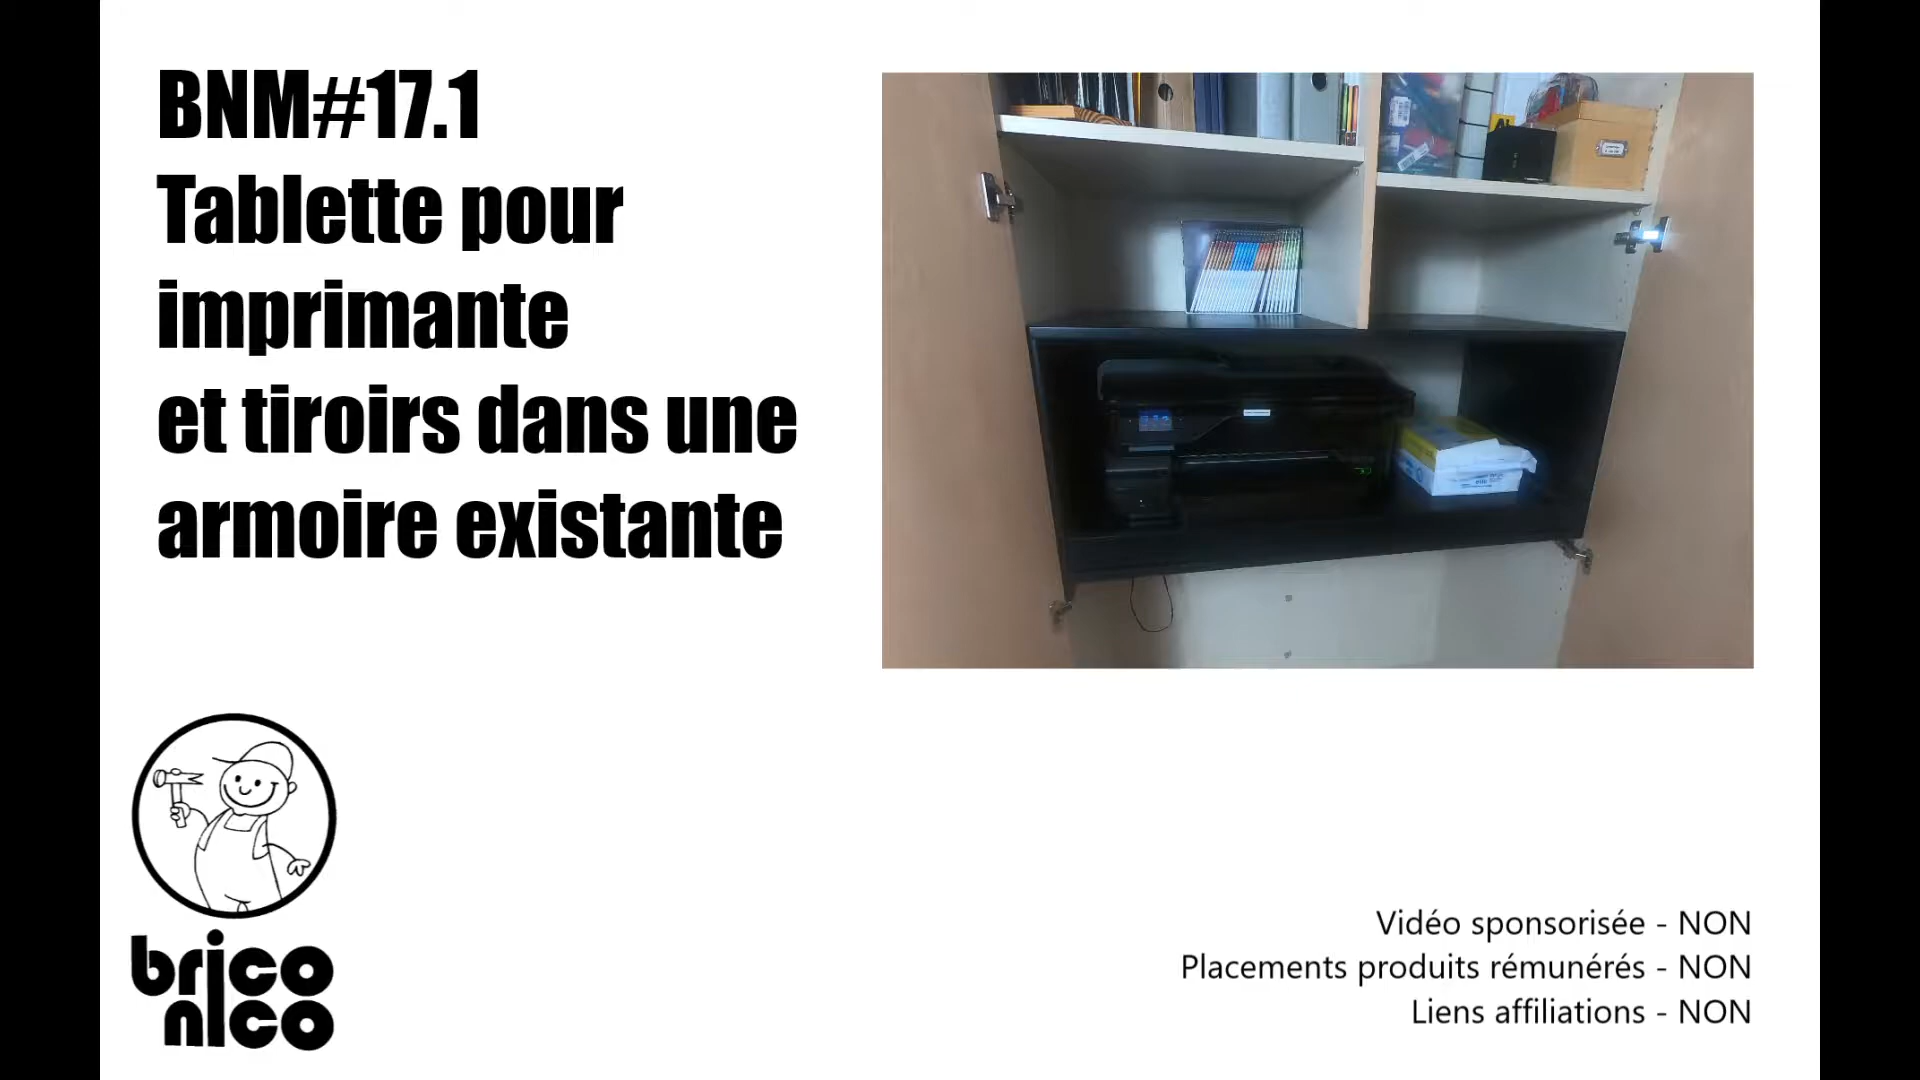 BNM#17.1
Tablette pour
imprimante
et tiroirs dans une
armoire existante
brico
nico
Vidéo sponsorisée - NON
Placements produits rémunérés - NON
Liens affiliations - NON